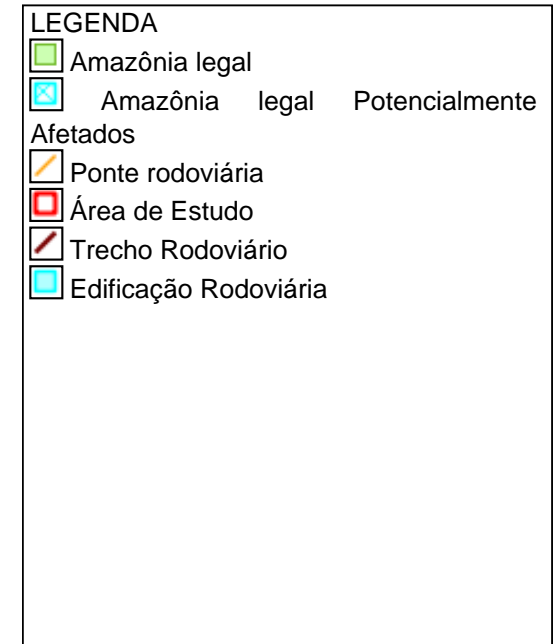 LEGENDA
Amazônia legal
Amazônia legal Potencialmente
Afetados
Ponte rodoviária
Área de Estudo
Trecho Rodoviário
Edificação Rodoviária